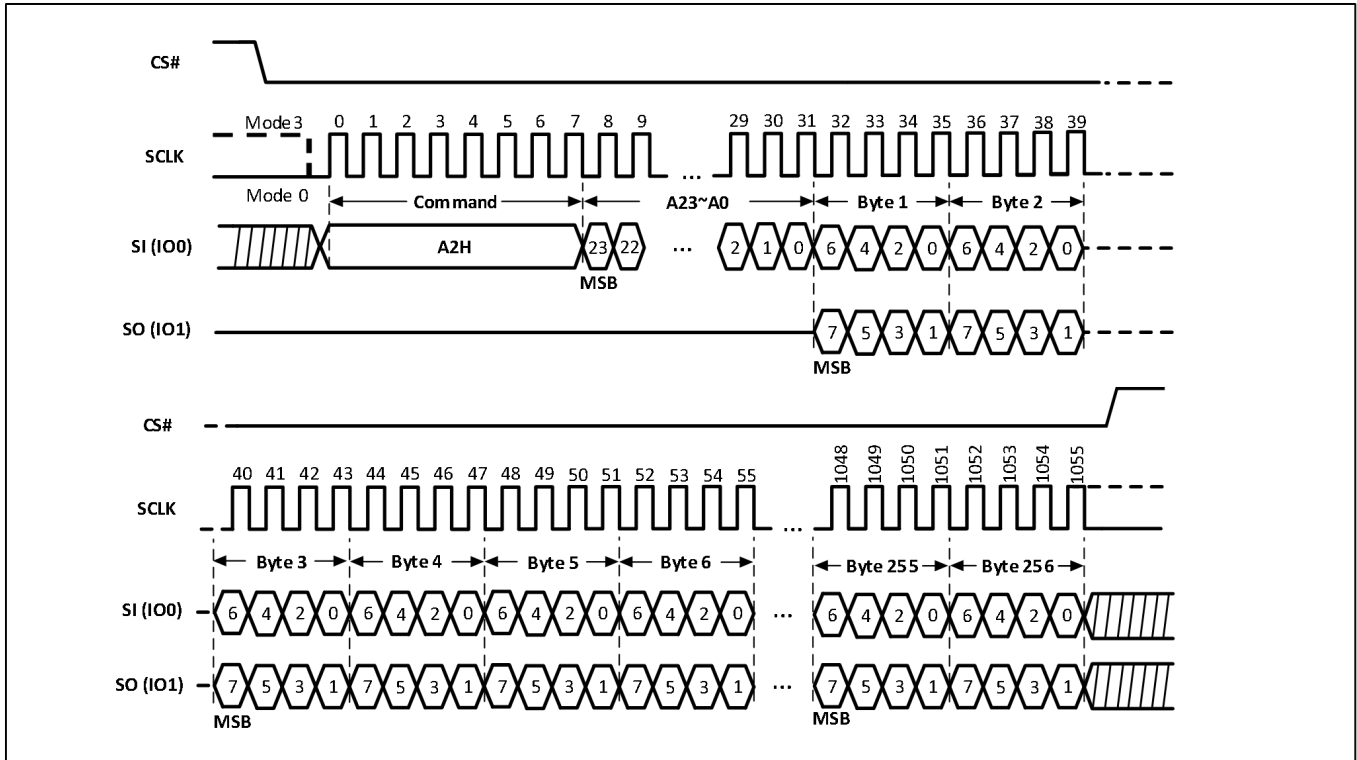 CS#
Mode 3
0 1 2 3 4 5 6 7 8 9 29 30 31 32 33 34 35 36 37 38 39
SCLK
...
Mode 0
Command A23~A0 Byte 1 Byte 2
SI (IO0) A2H 23 22 ... 2 1 0 6 4 2 0 6 4 2 0
MSB
SO (IO1) 7 5 3 1 7 5 3 1
MSB
CS#
40 41 42 43 44 45 46 47 48 49 50 51 52 53 54 55 1048 1049 1050 1051 1052 1053 1054 1055
SCLK
...
Byte 3 Byte 4 Byte 5 Byte 6 Byte 255 Byte 256
SI (IO0) 6 4 2 0 6 4 2 0 6 4 2 0 6 4 2 0 ... 6 4 2 0 6 4 2 0
SO (IO1) 7 5 3 1 7 5 3 1 7 5 3 1 7 5 3 1 ... 7 5 3 1 7 5 3 1
MSB MSB